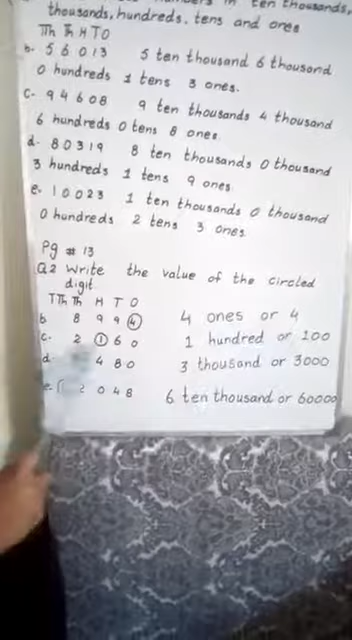 numbers in ten thousands,
thousands, hundreds, tens and ones
TTh Th H T O
b. 5 6 0 1 3 5 ten thousand 6 thousand
0 hundreds 1 tens 3 ones.
c. 9 4 6 0 8 9 ten thousands 4 thousand
6 hundreds 0 tens 8 ones.
d. 8 0 3 1 9 8 ten thousands 0 thousand
3 hundreds 1 tens 9 ones.
e. 1 0 0 2 3 1 ten thousands 0 thousand
0 hundreds 2 tens 3 ones.
Pg # 13
Q2 Write the value of the circled
digit.
TTh Th H T O
b 8 9 9 4 4 ones or 4
c. 2 1 6 0 1 hundred or 100
d 4 8 0 3 thousand or 3000
e. 2 0 4 8 6 ten thousand or 60000